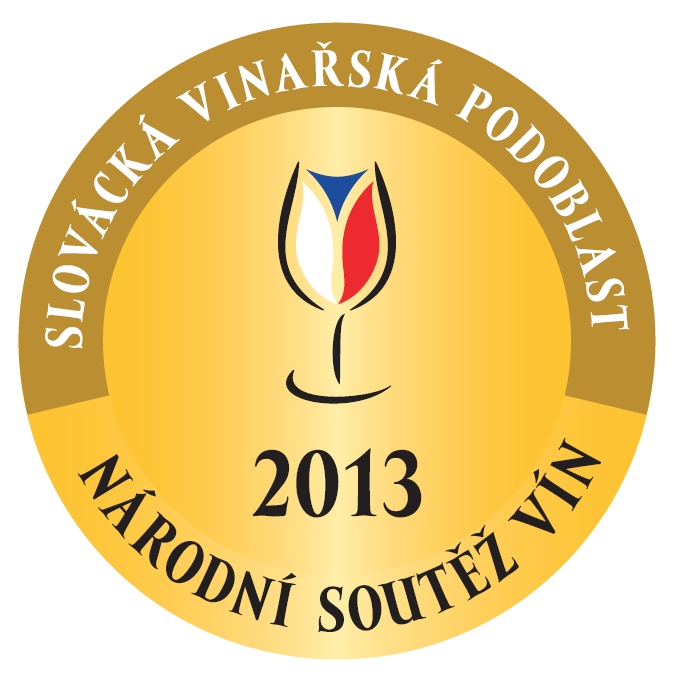 SLOVÁCKÁ VINAŘSKÁ PODOBLAST
2013
NÁRODNÍ SOUTĚŽ VÍN